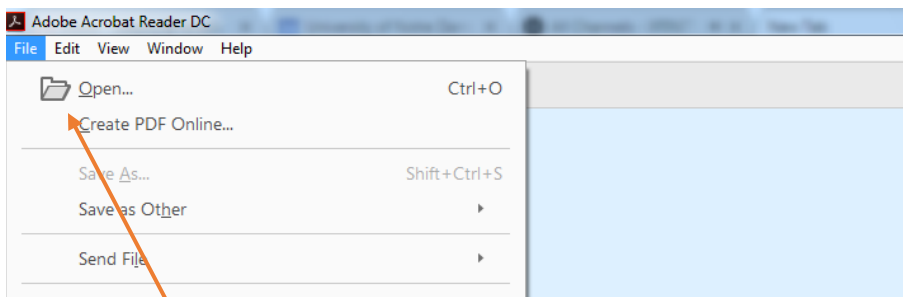 Adobe Acrobat Reader DC
File Edit View Window Help
Open... Ctrl+O
Create PDF Online...
Save As... Shift+Ctrl+S
Save as Other
Send File